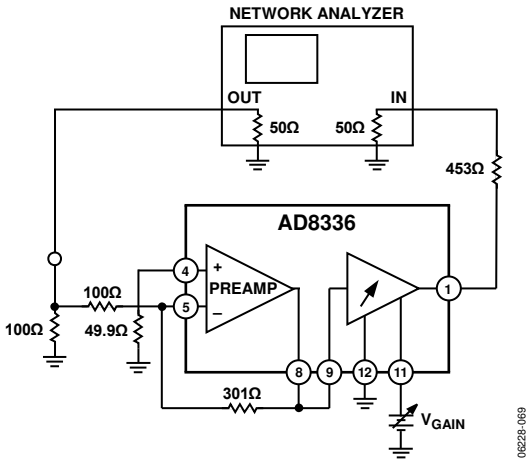 NETWORK ANALYZER
OUT
IN
50Ω
50Ω
453Ω
AD8336
4
+
PREAMP
100Ω
5
–
100Ω
49.9Ω
1
8
9
12
11
301Ω
VGAIN
06228-069